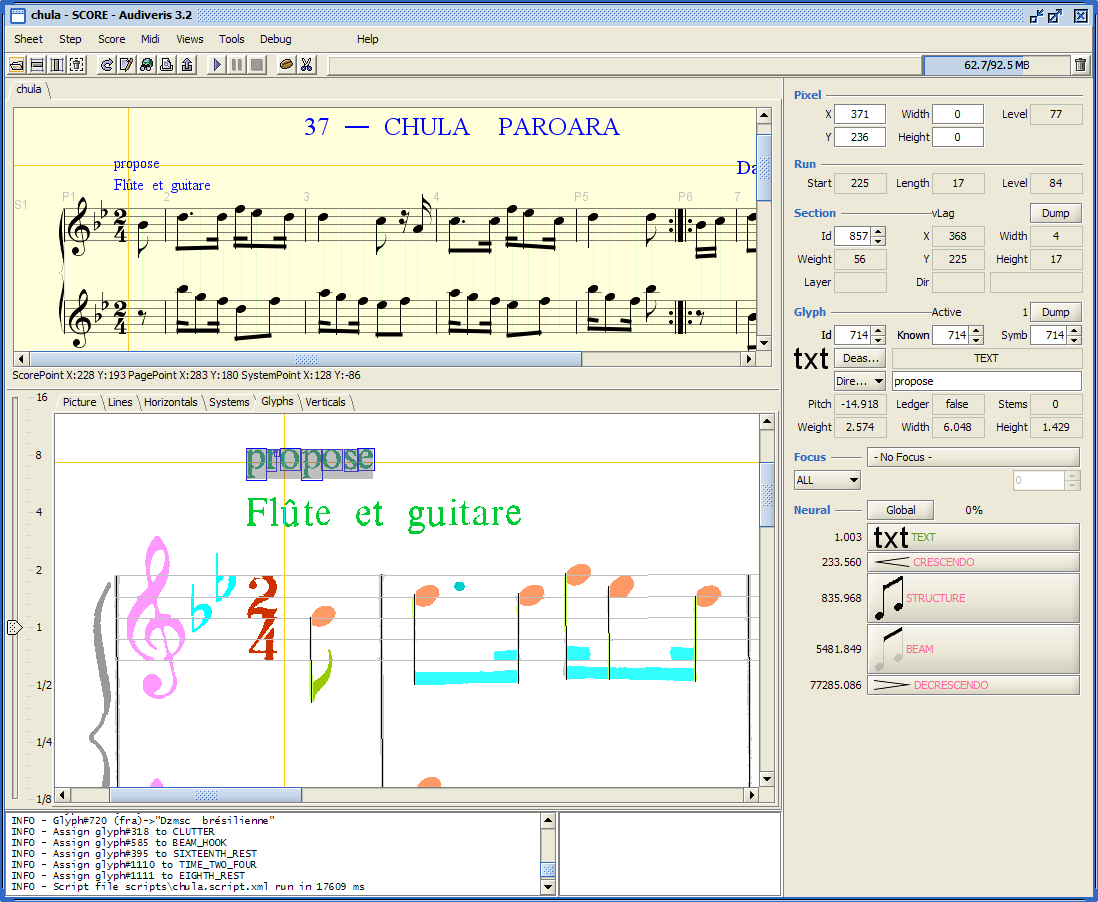 chula - SCORE - Audiveris 3.2
Sheet Step Score Midi Views Tools Debug Help
62.7/92.5 MB
chula
37 — CHULA PAROARA
propose
Flûte et guitare
Da
S1 P1 2 3 4 P5 P6 7
2 4
2 4
ScorePoint X:228 Y:193 PagePoint X:283 Y:180 SystemPoint X:128 Y:-86
Picture Lines Horizontals Systems Glyphs Verticals
16
8
4
2
1
1/2
1/4
1/8
propose
Flûte et guitare
2 4
INFO - Glyph#720 (fra)->"Dzmsc brésilienne"
INFO - Assign glyph#318 to CLUTTER
INFO - Assign glyph#585 to BEAM_HOOK
INFO - Assign glyph#395 to SIXTEENTH_REST
INFO - Assign glyph#1110 to TIME_TWO_FOUR
INFO - Assign glyph#1111 to EIGHTH_REST
INFO - Script file scripts\chula.script.xml run in 17609 ms
Pixel
X 371 Width 0 Level 77
Y 236 Height 0
Run
Start 225 Length 17 Level 84
Section vLag Dump
Id 857 X 368 Width 4
Weight 56 Y 225 Height 17
Layer Dir
Glyph Active 1 Dump
Id 714 Known 714 Symb 714
txt Deas... TEXT
Dire... propose
Pitch -14.918 Ledger false Stems 0
Weight 2.574 Width 6.048 Height 1.429
Focus - No Focus -
ALL 0
Neural Global 0%
1.003 txt TEXT
233.560 CRESCENDO
835.968 STRUCTURE
5481.849 BEAM
77285.086 DECRESCENDO